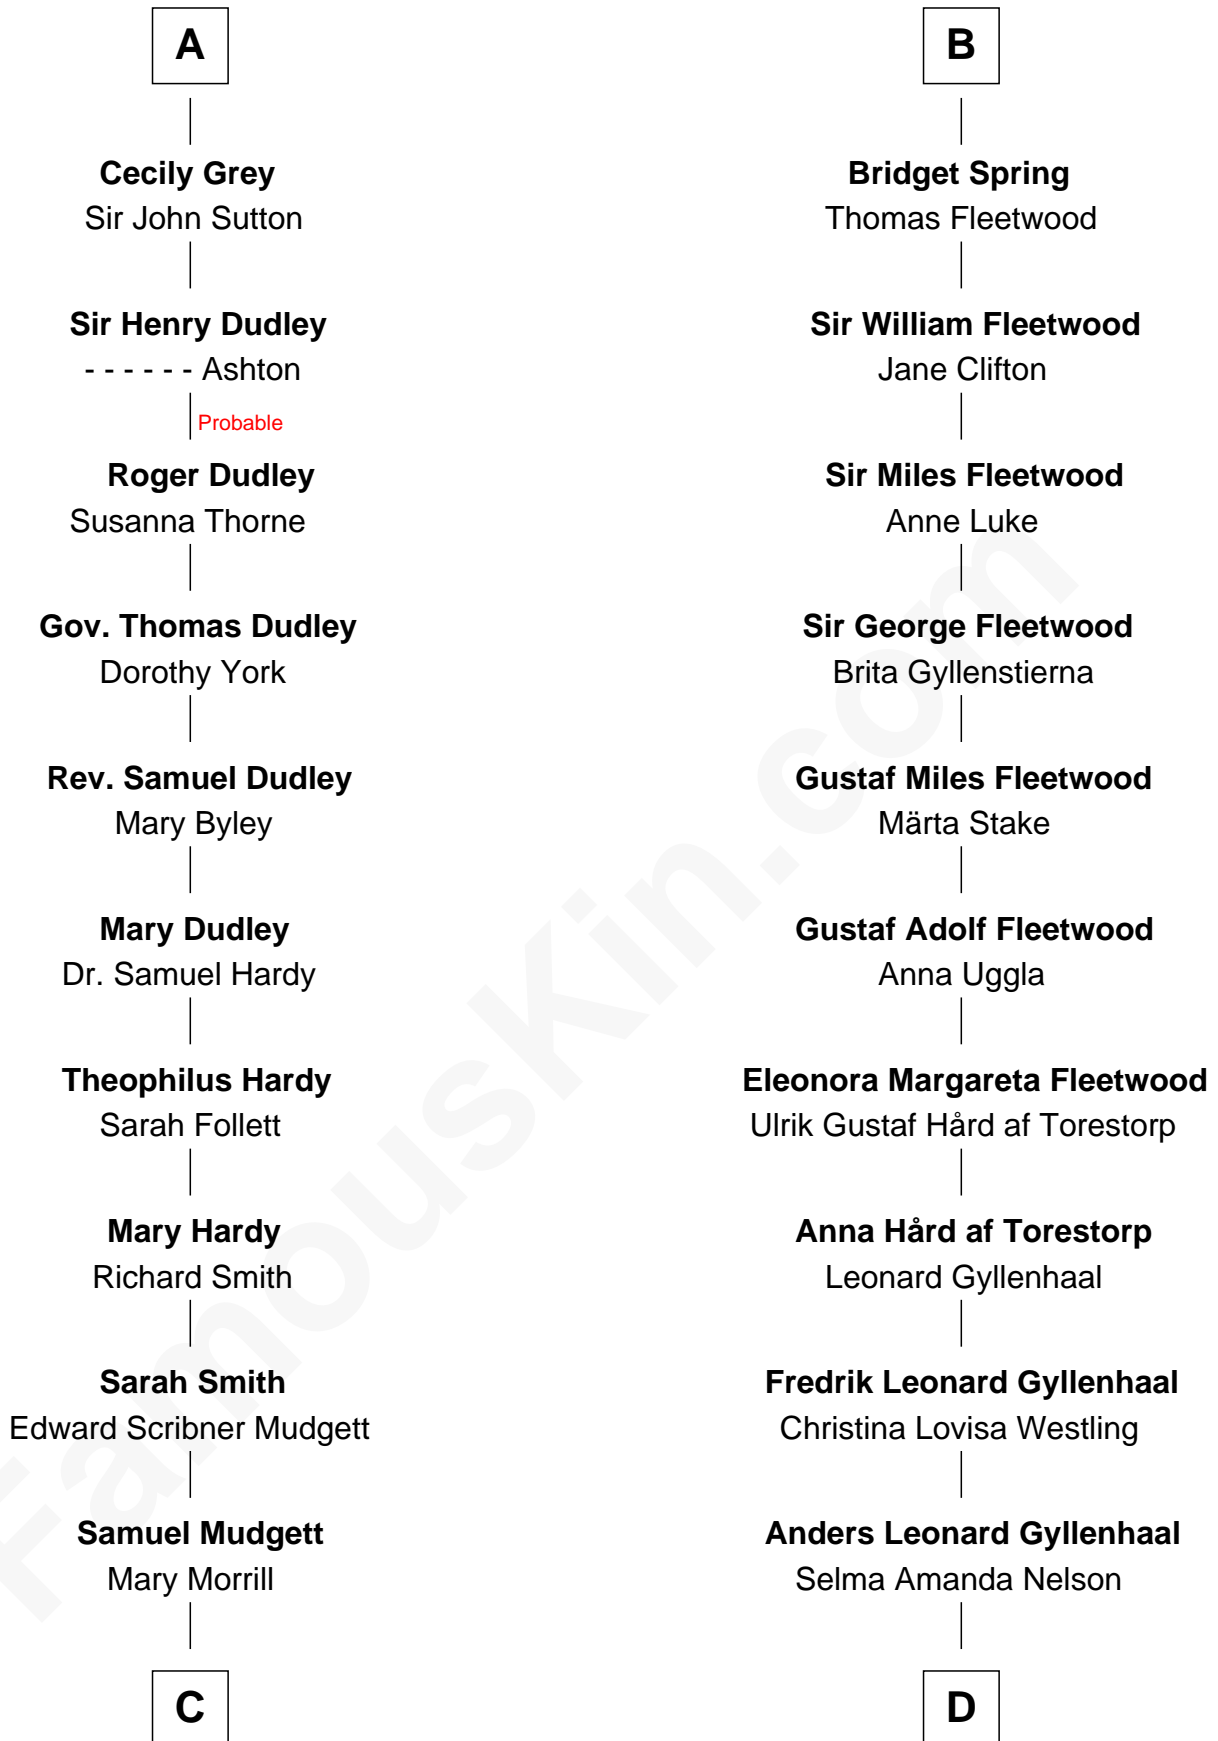 A
Cecily Grey
Sir John Sutton
Sir Henry Dudley
- - - - - - Ashton
Probable
Roger Dudley
Susanna Thorne
Gov. Thomas Dudley
Dorothy York
Rev. Samuel Dudley
Mary Byley
Mary Dudley
Dr. Samuel Hardy
Theophilus Hardy
Sarah Follett
Mary Hardy
Richard Smith
Sarah Smith
Edward Scribner Mudgett
Samuel Mudgett
Mary Morrill
C
B
Bridget Spring
Thomas Fleetwood
Sir William Fleetwood
Jane Clifton
Sir Miles Fleetwood
Anne Luke
Sir George Fleetwood
Brita Gyllenstierna
Gustaf Miles Fleetwood
Märta Stake
Gustaf Adolf Fleetwood
Anna Uggla
Eleonora Margareta Fleetwood
Ulrik Gustaf Hård af Torestorp
Anna Hård af Torestorp
Leonard Gyllenhaal
Fredrik Leonard Gyllenhaal
Christina Lovisa Westling
Anders Leonard Gyllenhaal
Selma Amanda Nelson
D
FamousKin.com